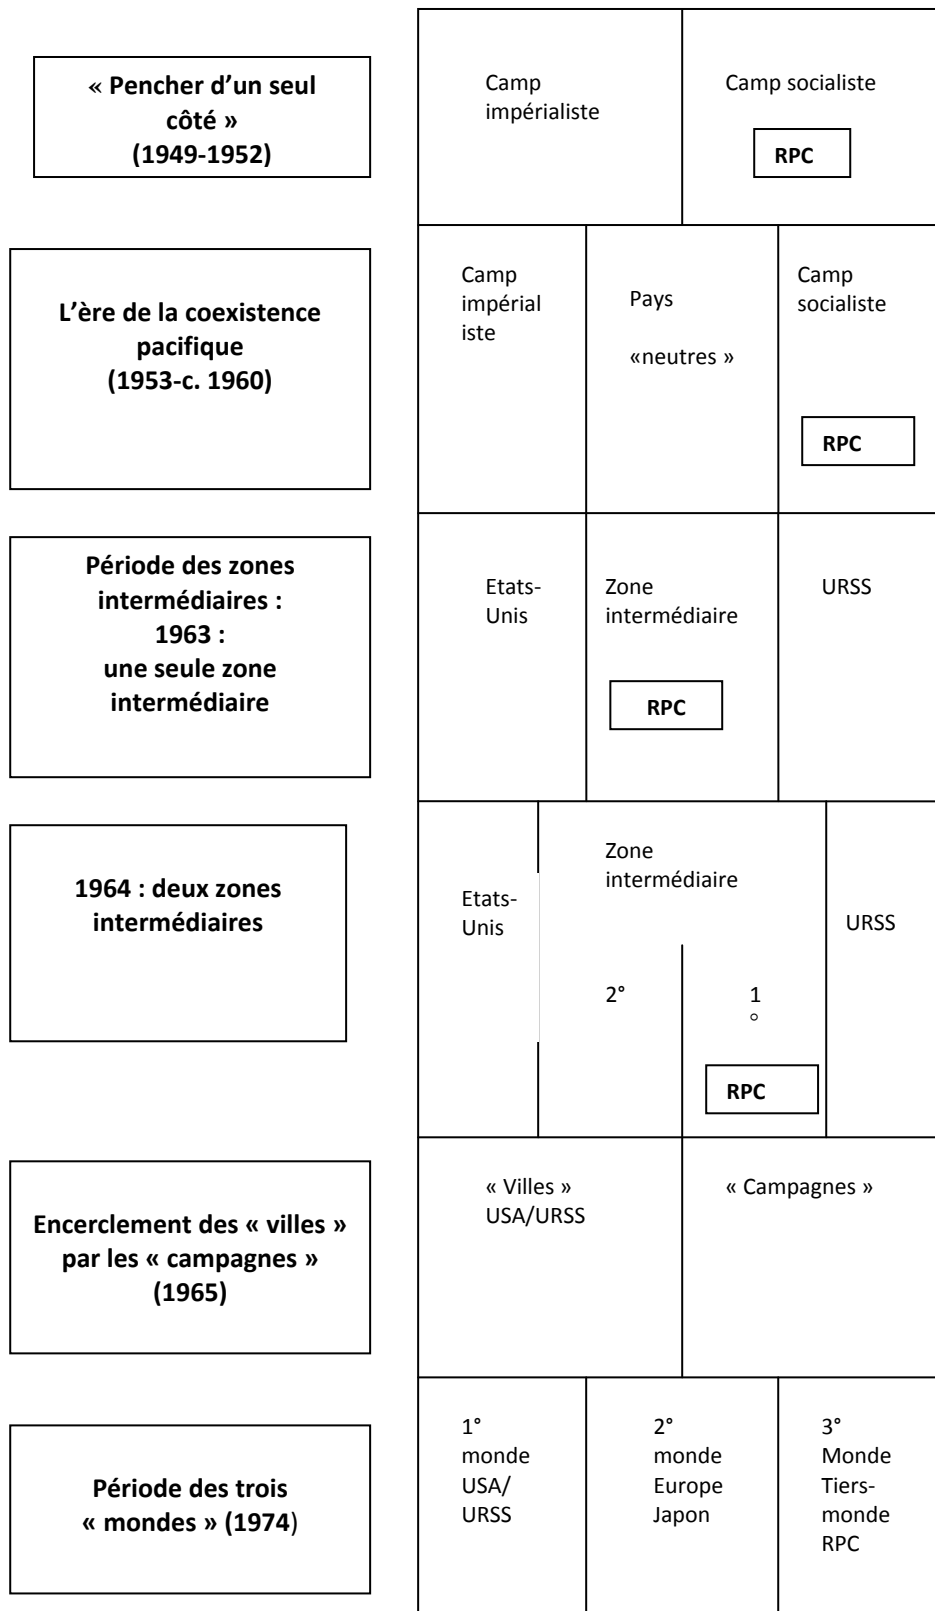 « Pencher d'un seul
côté »
(1949-1952)
Camp
impérialiste
Camp socialiste
RPC
L'ère de la coexistence
pacifique
(1953-c. 1960)
Camp
impérial
iste
Pays
«neutres »
Camp
socialiste
RPC
Période des zones
intermédiaires :
1963 :
une seule zone
intermédiaire
Etats-
Unis
Zone
intermédiaire
RPC
URSS
1964 : deux zones
intermédiaires
Etats-
Unis
Zone
intermédiaire
2°
1
°
RPC
URSS
Encerclement des « villes »
par les « campagnes »
(1965)
« Villes »
USA/URSS
« Campagnes »
Période des trois
« mondes » (1974)
1°
monde
USA/
URSS
2°
monde
Europe
Japon
3°
Monde
Tiers-
monde
RPC